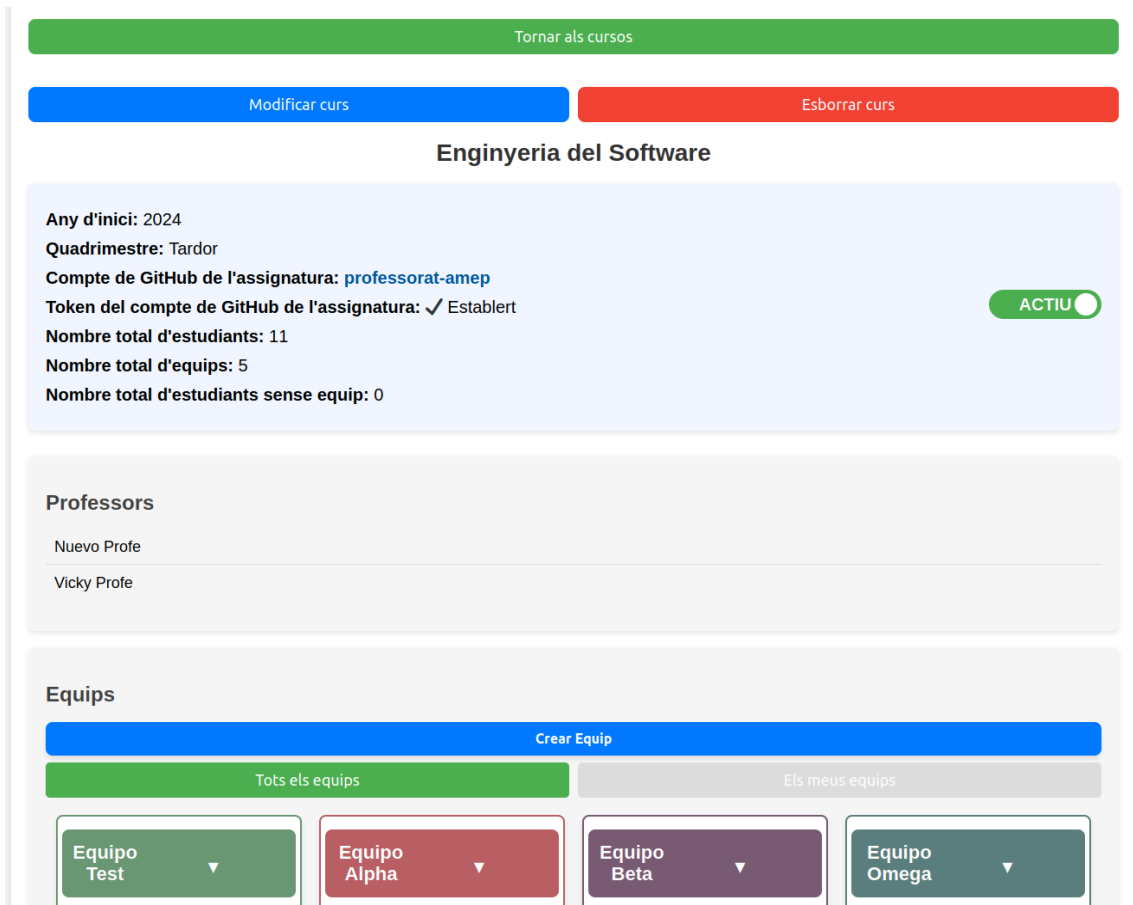 Tornar als cursos
Modificar curs
Esborrar curs
Enginyeria del Software
Any d'inici: 2024
Quadrimestre: Tardor
Compte de GitHub de l'assignatura: professorat-amep
Token del compte de GitHub de l'assignatura: ✓ Establert
ACTIU
Nombre total d'estudiants: 11
Nombre total d'equips: 5
Nombre total d'estudiants sense equip: 0
Professors
Nuevo Profe
Vicky Profe
Equips
Crear Equip
Tots els equips
Els meus equips
Equipo
Test
Equipo
Alpha
Equipo
Beta
Equipo
Omega